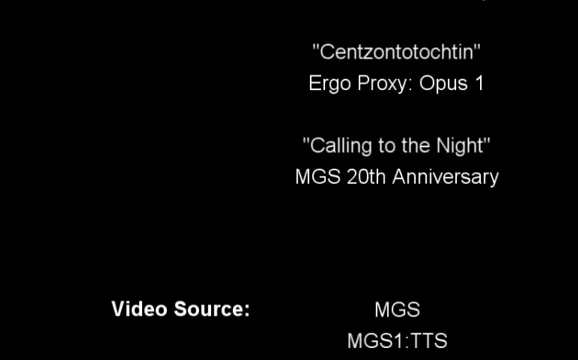 "Centzontotochtin"
Ergo Proxy: Opus 1
"Calling to the Night"
MGS 20th Anniversary
Video Source: MGS
MGS1:TTS